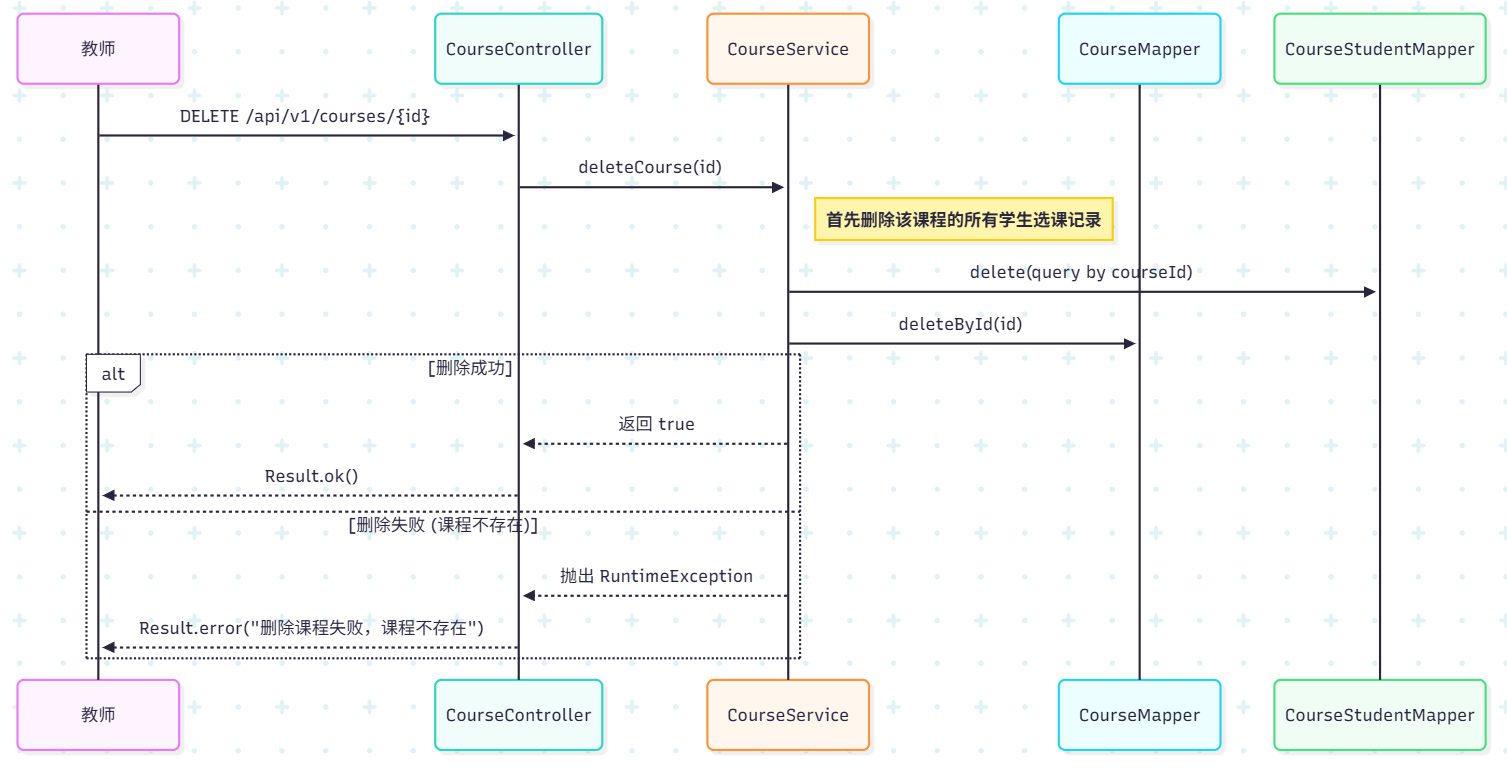 教师
CourseController
CourseService
CourseMapper
CourseStudentMapper
DELETE /api/v1/courses/{id}
deleteCourse(id)
首先删除该课程的所有学生选课记录
delete(query by courseId)
deleteById(id)
alt
[删除成功]
返回 true
Result.ok()
[删除失败 (课程不存在)]
抛出 RuntimeException
Result.error("删除课程失败，课程不存在")
教师
CourseController
CourseService
CourseMapper
CourseStudentMapper